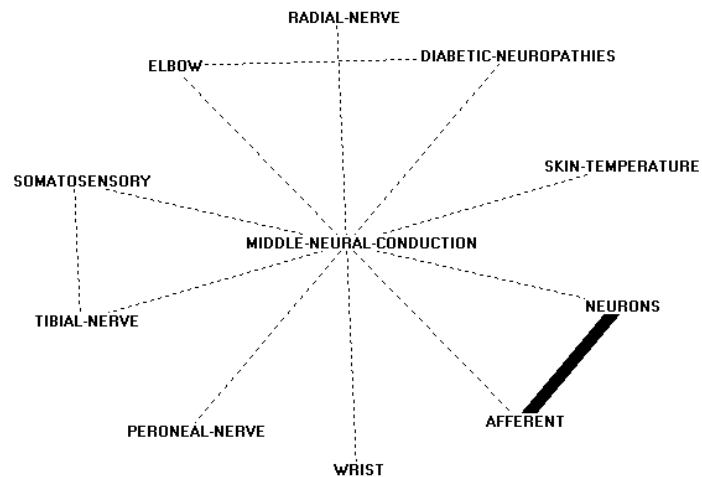 RADIAL-NERVE
DIABETIC-NEUROPATHIES
ELBOW
SKIN-TEMPERATURE
SOMATOSENSORY
MIDDLE-NEURAL-CONDUCTION
NEURONS
TIBIAL-NERVE
AFFERENT
PERONEAL-NERVE
WRIST